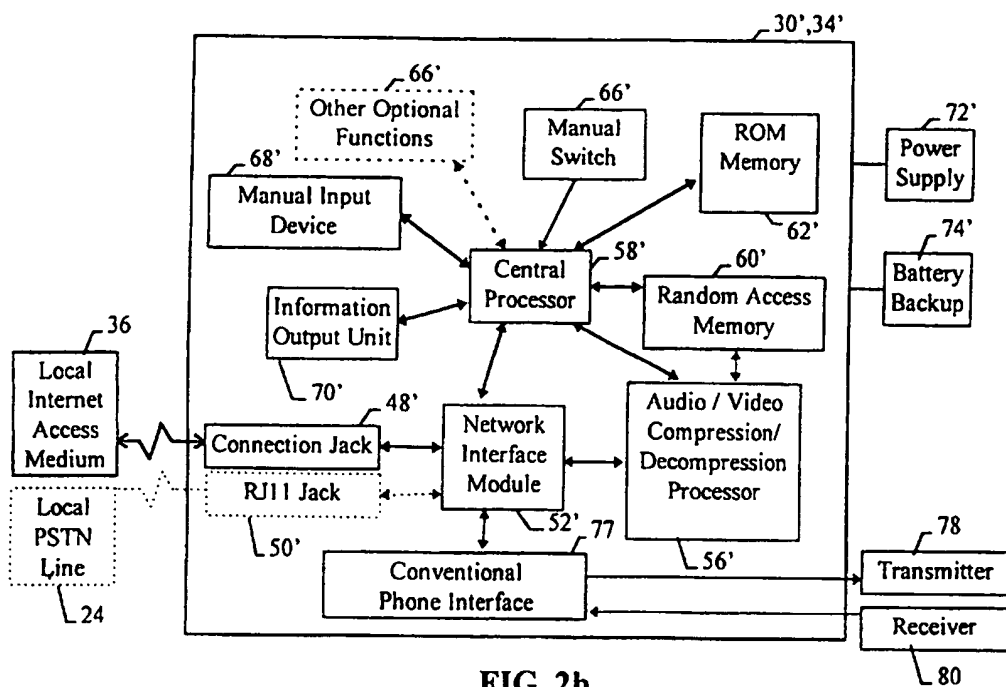 30',34'
66'
Other Optional
Functions
66'
Manual
Switch
ROM
Memory
62'
72'
Power
Supply
68'
Manual Input
Device
58'
Central
Processor
60'
Random Access
Memory
74'
Battery
Backup
Information
Output Unit
70'
36
Local
Internet
Access
Medium
48'
Connection Jack
Network
Interface
Module
52'
Audio / Video
Compression/
Decompression
Processor
56'
RJ11 Jack
50'
Local
PSTN
Line
24
77
Conventional
Phone Interface
78
Transmitter
Receiver
80
FIG. 2b